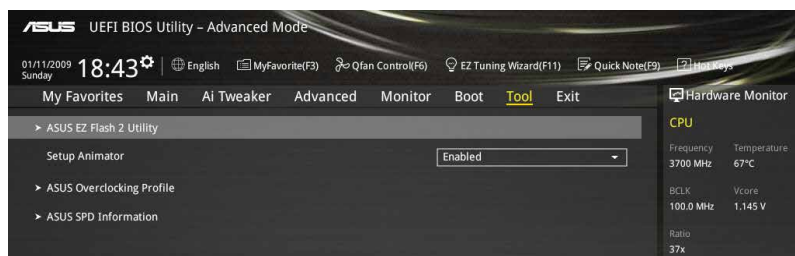 ASUS UEFI BIOS Utility – Advanced Mode
01/11/2009
Sunday
18:43
English MyFavorite(F3) Qfan Control(F6) EZ Tuning Wizard(F11) Quick Note(F9) ? Hot Keys
My Favorites Main Ai Tweaker Advanced Monitor Boot Tool Exit
Hardware Monitor
> ASUS EZ Flash 2 Utility
Setup Animator Enabled
> ASUS Overclocking Profile
> ASUS SPD Information
CPU
Frequency Temperature
3700 MHz 67°C
BCLK Vcore
100.0 MHz 1.145 V
Ratio
37x